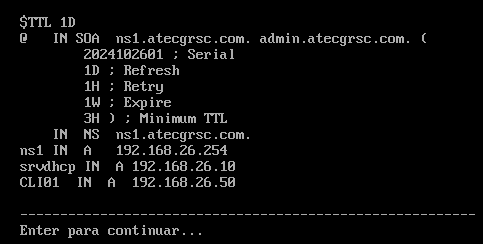 $TTL 1D
@ IN SOA ns1.atecgrsc.com. admin.atecgrsc.com. (
2024102601 ; Serial
1D ; Refresh
1H ; Retry
1W ; Expire
3H ) ; Minimum TTL
IN NS ns1.atecgrsc.com.
ns1 IN A 192.168.26.254
srvdhcp IN A 192.168.26.10
CLI01 IN A 192.168.26.50
--------------------------------------------------------
Enter para continuar...